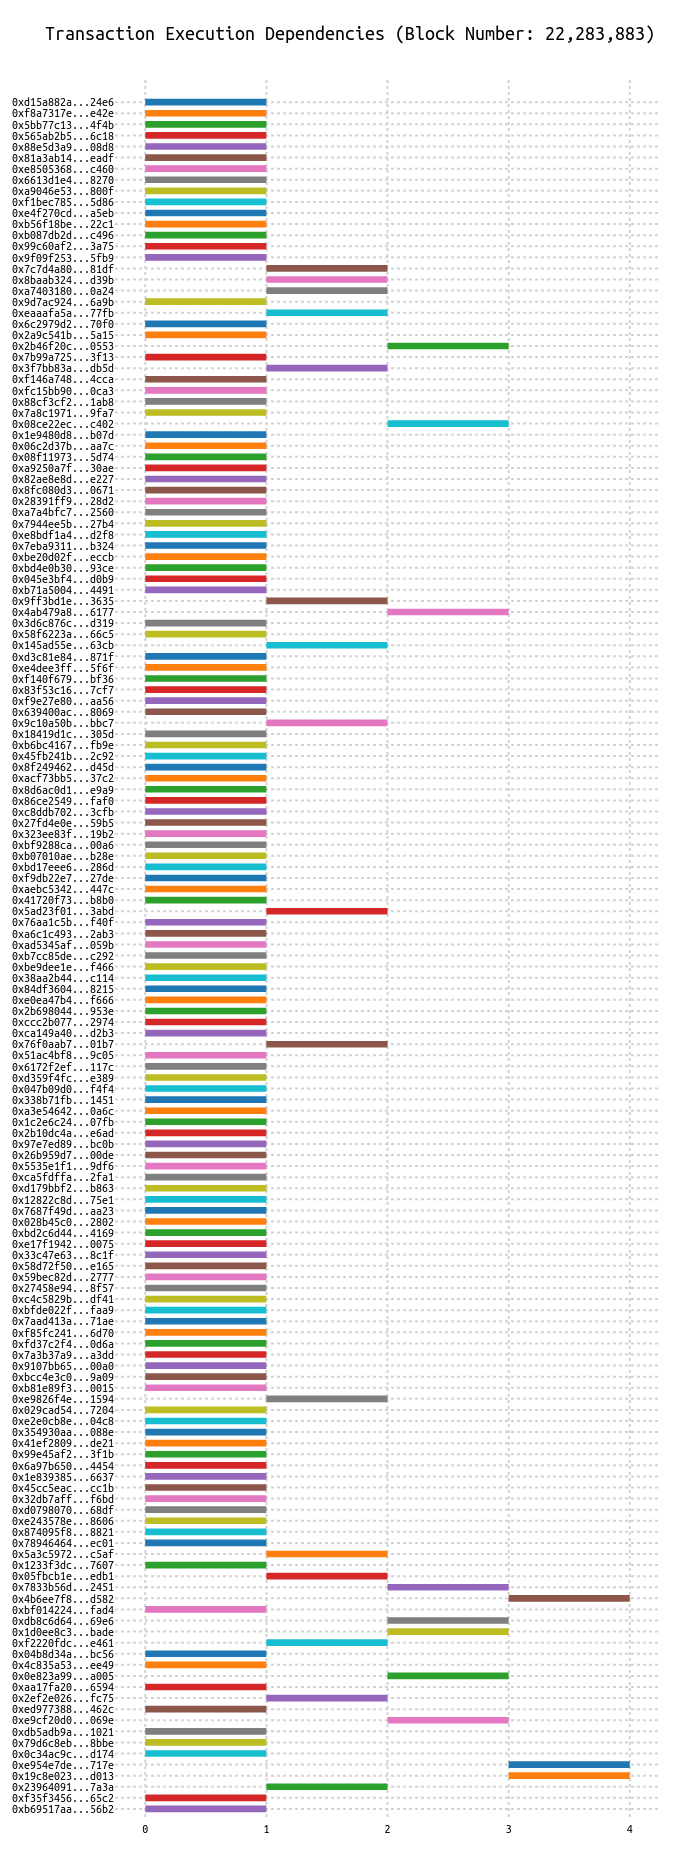 Transaction Execution Dependencies (Block Number: 22,283,883)
0xd15a882a...24e6
0xf8a7317e...e42e
0x5bb77c13...4f4b
0x565ab2b5...6c18
0x88e5d3a9...08d8
0x81a3ab14...eadf
0xe8505368...c460
0x6613d1e4...8270
0xa9046e53...800f
0xf1bec785...5d86
0xe4f270cd...a5eb
0xb56f18be...22c1
0xb087db2d...c496
0x99c60af2...3a75
0x9f09f253...5fb9
0x7c7d4a80...81df
0x8baab324...d39b
0xa7403180...0a24
0x9d7ac924...6a9b
0xeaaafa5a...77fb
0x6c2979d2...70f0
0x2a9c541b...5a15
0x2b46f20c...0553
0x7b99a725...3f13
0x3f7bb83a...db5d
0xf146a748...4cca
0xfc15bb90...0ca3
0x88cf3cf2...1ab8
0x7a8c1971...9fa7
0x08ce22ec...c402
0x1e9480d8...b07d
0x06c2d37b...aa7c
0x08f11973...5d74
0xa9250a7f...30ae
0x82ae8e8d...e227
0x8fc080d3...0671
0x28391ff9...28d2
0xa7a4bfc7...2560
0x7944ee5b...27b4
0xe8bdf1a4...d2f8
0x7eba9311...b324
0xbe20d02f...eccb
0xbd4e0b30...93ce
0x045e3bf4...d0b9
0xb71a5004...4491
0x9ff3bd1e...3635
0x4ab479a8...6177
0x3d6c876c...d319
0x58f6223a...66c5
0x145ad55e...63cb
0xd3c81e84...871f
0xe4dee3ff...5f6f
0xf140f679...bf36
0x83f53c16...7cf7
0xf9e27e80...aa56
0x639400ac...8069
0x9c10a50b...bbc7
0x18419d1c...305d
0xb6bc4167...fb9e
0x45fb241b...2c92
0x8f249462...d45d
0xacf73bb5...37c2
0x8d6ac0d1...e9a9
0x86ce2549...faf0
0xc8ddb702...3cfb
0x27fd4e0e...59b5
0x323ee83f...19b2
0xbf9288ca...00a6
0xb07010ae...b28e
0xbd17eee6...286d
0xf9db22e7...27de
0xaebc5342...447c
0x41720f73...b8b0
0x5ad23f01...3abd
0x76aa1c5b...f40f
0xa6c1c493...2ab3
0xad5345af...059b
0xb7cc85de...c292
0xbe9dee1e...f466
0x38aa2b44...c114
0x84df3604...8215
0xe0ea47b4...f666
0x2b698044...953e
0xccc2b077...2974
0xca149a40...d2b3
0x76f0aab7...01b7
0x51ac4bf8...9c05
0x6172f2ef...117c
0xd359f4fc...e389
0x047b09d0...f4f4
0x338b71fb...1451
0xa3e54642...0a6c
0x1c2e6c24...07fb
0x2b10dc4a...e6ad
0x97e7ed89...bc0b
0x26b959d7...00de
0x5535e1f1...9df6
0xca5fdffa...2fa1
0xd179bbf2...b863
0x12822c8d...75e1
0x7687f49d...aa23
0x028b45c0...2802
0xbd2c6d44...4169
0xe17f1942...0075
0x33c47e63...8c1f
0x58d72f50...e165
0x59bec82d...2777
0x27458e94...8f57
0xc4c5829b...df41
0xbfde022f...faa9
0x7aad413a...71ae
0xf85fc241...6d70
0xfd37c2f4...0d6a
0x7a3b37a9...a3dd
0x9107bb65...00a0
0xbcc4e3c0...9a09
0xb81e89f3...0015
0xe9826f4e...1594
0x029cad54...7204
0xe2e0cb8e...04c8
0x354930aa...088e
0x41ef2809...de21
0x99e45af2...3f1b
0x6a97b650...4454
0x1e839385...6637
0x45cc5eac...cc1b
0x32db7aff...f6bd
0xd0798070...68df
0xe243578e...8606
0x874095f8...8821
0x78946464...ec01
0x5a3c5972...c5af
0x1233f3dc...7607
0x05fbcb1e...edb1
0x7833b56d...2451
0x4b6ee7f8...d582
0xbf014224...fad4
0xdb8c6d64...69e6
0x1d0ee8c3...bade
0xf2220fdc...e461
0x04b8d34a...bc56
0x4c835a53...ee49
0x0e823a99...a005
0xaa17fa20...6594
0x2ef2e026...fc75
0xed977388...462c
0xe9cf20d0...069e
0xdb5adb9a...1021
0x79d6c8eb...8bbe
0x0c34ac9c...d174
0xe954e7de...717e
0x19c8e023...d013
0x23964091...7a3a
0xf35f3456...65c2
0xb69517aa...56b2
0 1 2 3 4